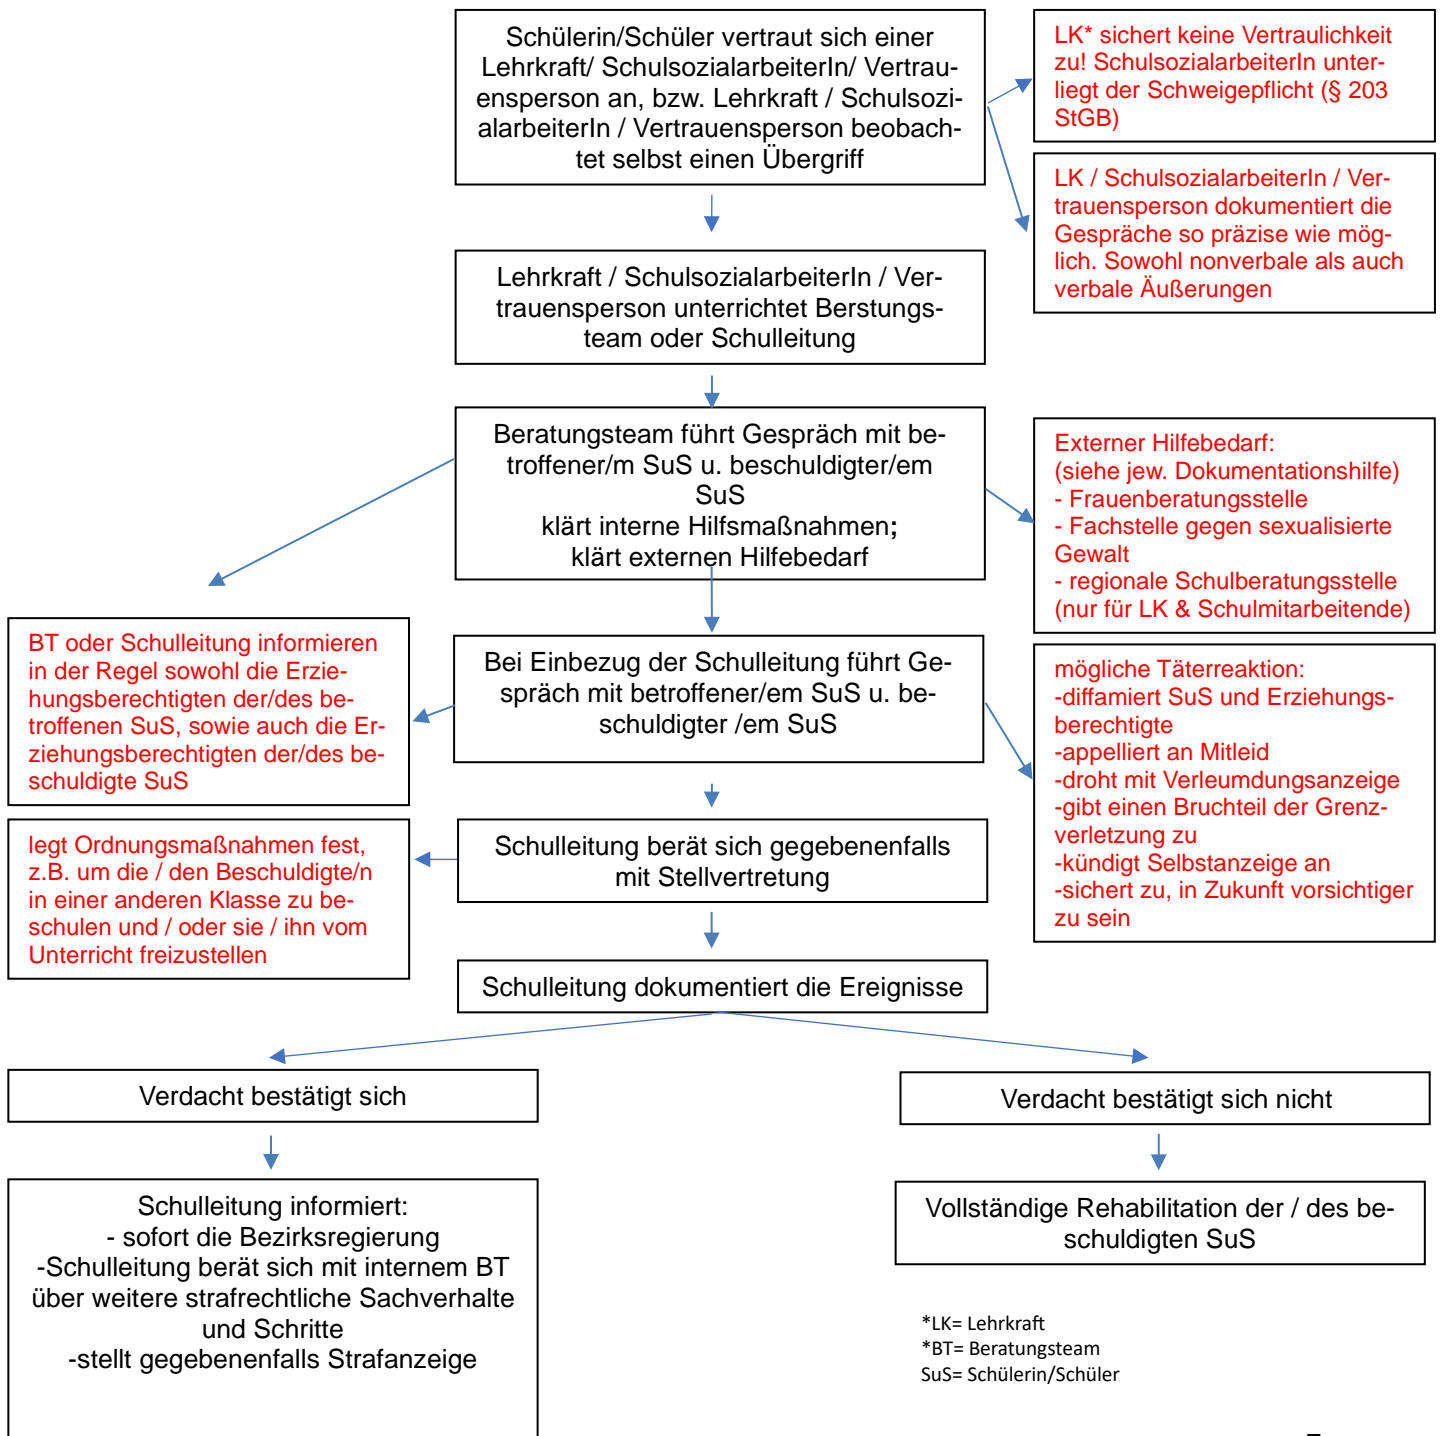 Schülerin/Schüler vertraut sich einer
Lehrkraft/ SchulsozialarbeiterIn/ Vertrau-
ensperson an, bzw. Lehrkraft / Schulsozi-
alarbeiterIn / Vertrauensperson beobach-
tet selbst einen Übergriff
LK* sichert keine Vertraulichkeit
zu! SchulsozialarbeiterIn unter-
liegt der Schweigepflicht (§ 203
StGB)
LK / SchulsozialarbeiterIn / Ver-
trauensperson dokumentiert die
Gespräche so präzise wie mög-
lich. Sowohl nonverbale als auch
verbale Äußerungen
Lehrkraft / SchulsozialarbeiterIn / Ver-
trauensperson unterrichtet Berstungs-
team oder Schulleitung
Beratungsteam führt Gespräch mit be-
troffener/m SuS u. beschuldigter/em
SuS
klärt interne Hilfsmaßnahmen;
klärt externen Hilfebedarf
Externer Hilfebedarf:
(siehe jew. Dokumentationshilfe)
- Frauenberatungsstelle
- Fachstelle gegen sexualisierte
Gewalt
- regionale Schulberatungsstelle
(nur für LK & Schulmitarbeitende)
BT oder Schulleitung informieren
in der Regel sowohl die Erzie-
hungsberechtigten der/des be-
troffenen SuS, sowie auch die Er-
ziehungsberechtigten der/des be-
schuldigte SuS
Bei Einbezug der Schulleitung führt Ge-
spräch mit betroffener/em SuS u. be-
schuldigter /em SuS
mögliche Täterreaktion:
-diffamiert SuS und Erziehungs-
berechtigte
-appelliert an Mitleid
-droht mit Verleumdungsanzeige
-gibt einen Bruchteil der Grenz-
verletzung zu
-kündigt Selbstanzeige an
-sichert zu, in Zukunft vorsichtiger
zu sein
legt Ordnungsmaßnahmen fest,
z.B. um die / den Beschuldigte/n
in einer anderen Klasse zu be-
schulen und / oder sie / ihn vom
Unterricht freizustellen
Schulleitung berät sich gegebenenfalls
mit Stellvertretung
Schulleitung dokumentiert die Ereignisse
Verdacht bestätigt sich
Verdacht bestätigt sich nicht
Schulleitung informiert:
- sofort die Bezirksregierung
-Schulleitung berät sich mit internem BT
über weitere strafrechtliche Sachverhalte
und Schritte
-stellt gegebenenfalls Strafanzeige
Vollständige Rehabilitation der / des be-
schuldigten SuS
*LK= Lehrkraft
*BT= Beratungsteam
SuS= Schülerin/Schüler